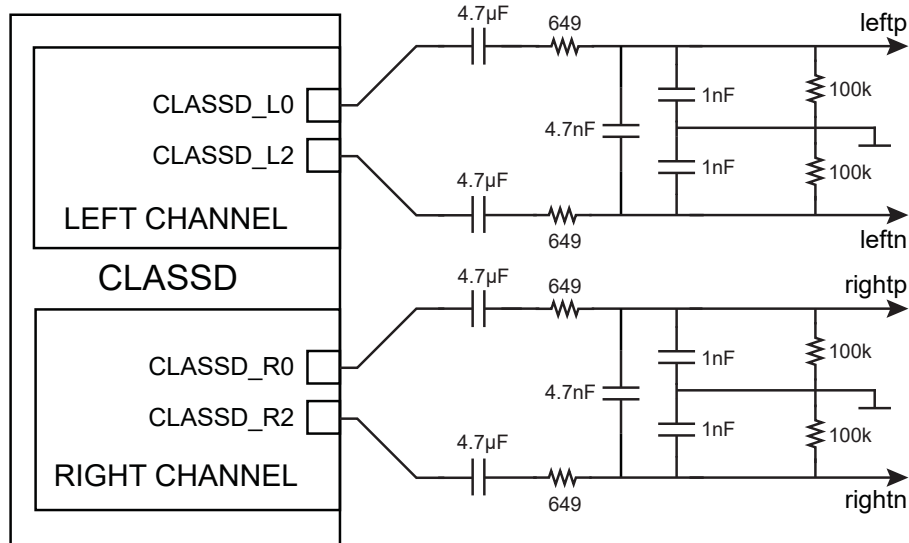 4.7µF
649
leftp
CLASSD_L0
1nF
100k
4.7nF
CLASSD_L2
4.7µF
1nF
100k
LEFT CHANNEL
649
leftn
CLASSD
4.7µF
649
rightp
CLASSD_R0
1nF
100k
4.7nF
CLASSD_R2
4.7µF
1nF
100k
RIGHT CHANNEL
649
rightn